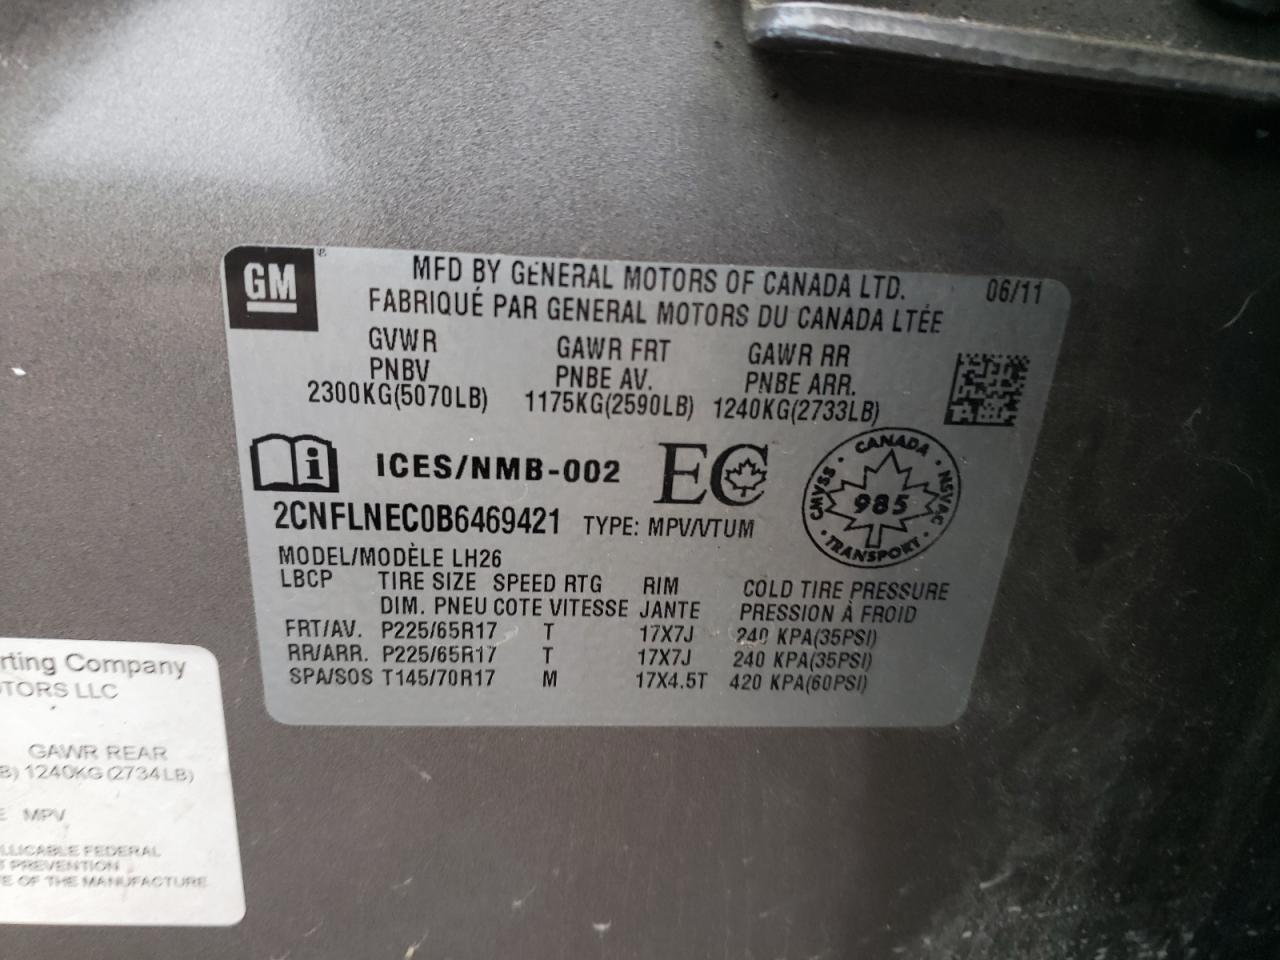 GM®
MFD BY GENERAL MOTORS OF CANADA LTD. 06/11
FABRIQUÉ PAR GENERAL MOTORS DU CANADA LTÉE
GVWR GAWR FRT GAWR RR
PNBV PNBE AV. PNBE ARR.
2300KG(5070LB) 1175KG(2590LB) 1240KG(2733LB)
i ICES/NMB-002 EC
CANADA
CMVSS 985 NSVAC
TRANSPORT
2CNFLNEC0B6469421 TYPE: MPV/VTUM
MODEL/MODÈLE LH26
LBCP TIRE SIZE SPEED RTG RIM COLD TIRE PRESSURE
DIM. PNEU COTE VITESSE JANTE PRESSION À FROID
FRT/AV. P225/65R17 T 17X7J 240 KPA(35PSI)
RR/ARR. P225/65R17 T 17X7J 240 KPA(35PSI)
SPA/SOS T145/70R17 M 17X4.5T 420 KPA(60PSI)
rting Company
OTORS LLC
GAWR REAR
B) 1240KG (2734LB)
E MPV
LLICABLE FEDERAL
T PREVENTION
E OF THE MANUFACTURE